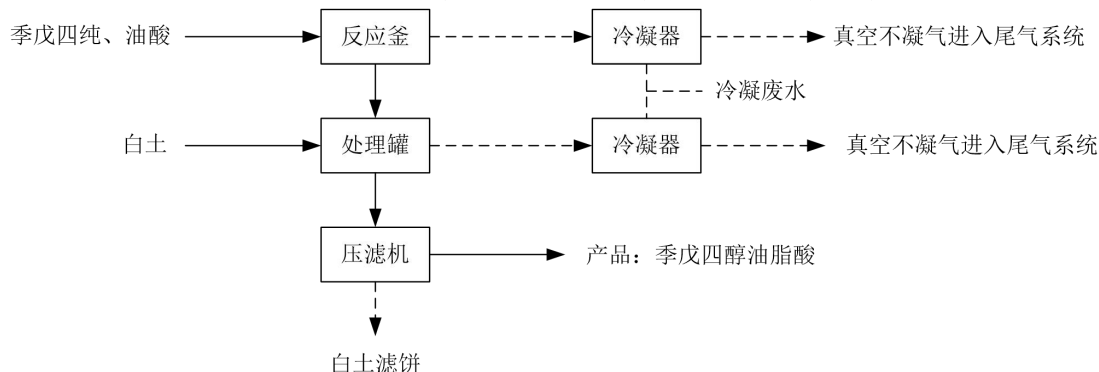 季戊四纯、油酸
反应釜
冷凝器
真空不凝气进入尾气系统
冷凝废水
白土
处理罐
冷凝器
真空不凝气进入尾气系统
压滤机
产品：季戊四醇油脂酸
白土滤饼